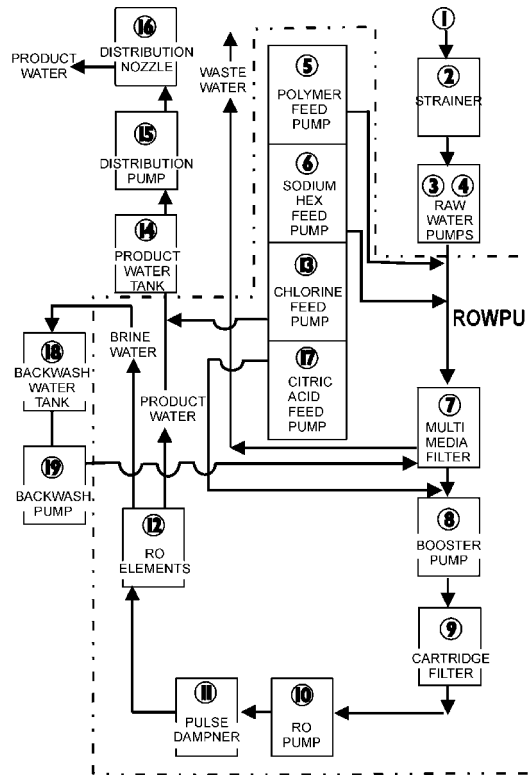 16
DISTRIBUTION
NOZZLE
PRODUCT
WATER
15
DISTRIBUTION
PUMP
14
PRODUCT
WATER
TANK
WASTE
WATER
5
POLYMER
FEED
PUMP
6
SODIUM
HEX FEED
PUMP
13
CHLORINE
FEED
PUMP
17
CITRIC
ACID FEED
PUMP
1
2
STRAINER
3 4
RAW
WATER
PUMPS
ROWPU
7
MULTI
MEDIA
FILTER
8
BOOSTER
PUMP
9
CARTRIDGE
FILTER
10
RO
PUMP
11
PULSE
DAMPNER
12
RO
ELEMENTS
BRINE
WATER
PRODUCT
WATER
18
BACKWASH
WATER
TANK
19
BACKWASH
PUMP